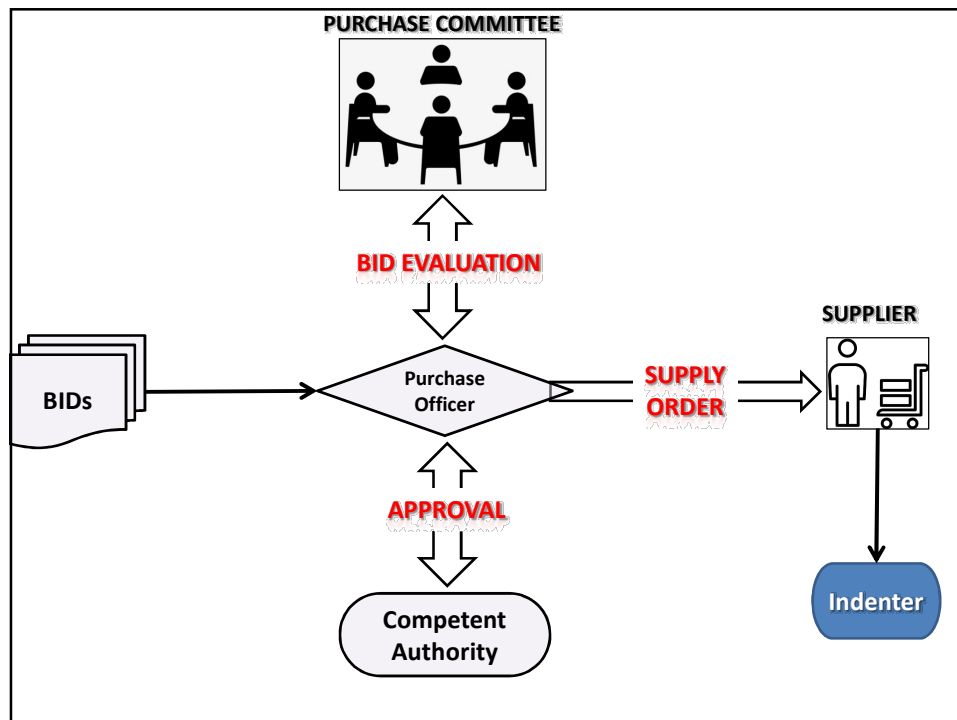 PURCHASE COMMITTEE
BID EVALUATION
SUPPLIER
BIDs
Purchase
Officer
SUPPLY
ORDER
APPROVAL
Competent
Authority
Indenter